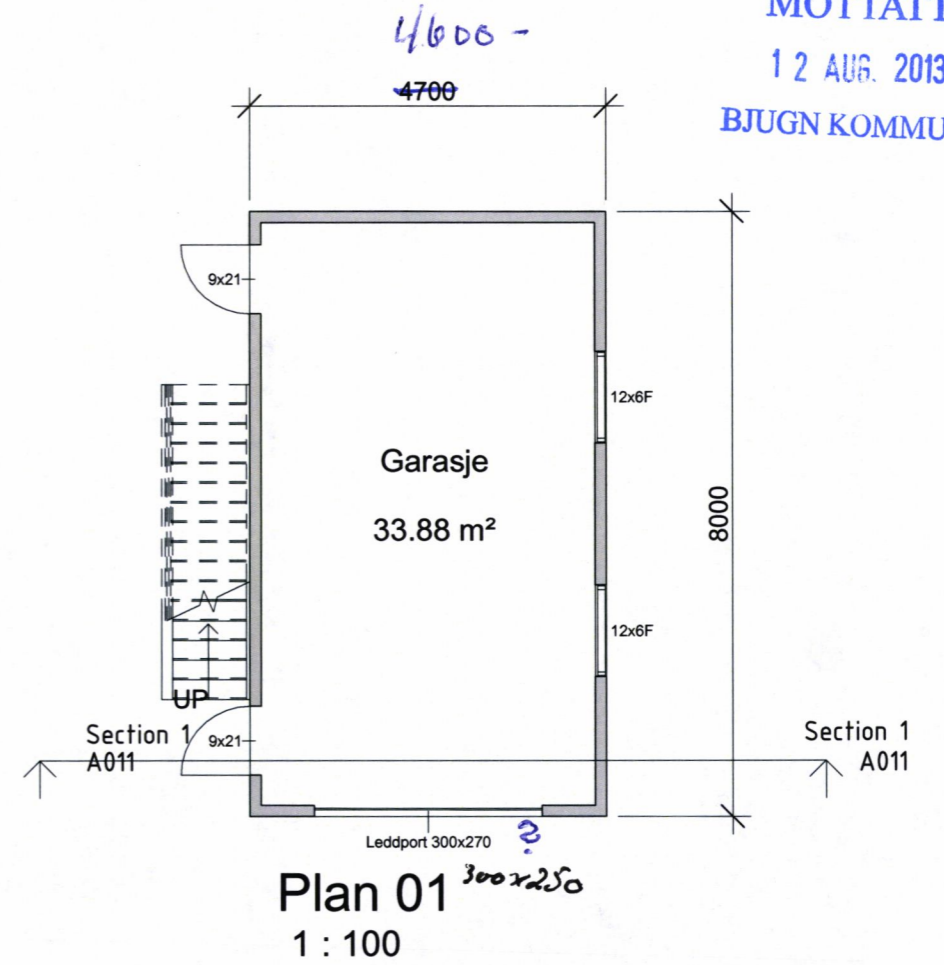 MOTTATT
12 AUG. 2013
BJUGN KOMMU
4600 -
4700
9x21
12x6F
Garasje
33.88 m²
8000
12x6F
UP
Section 1
A011
9x21
Section 1
A011
Leddport 300x270
?
300x250
Plan 01
1 : 100